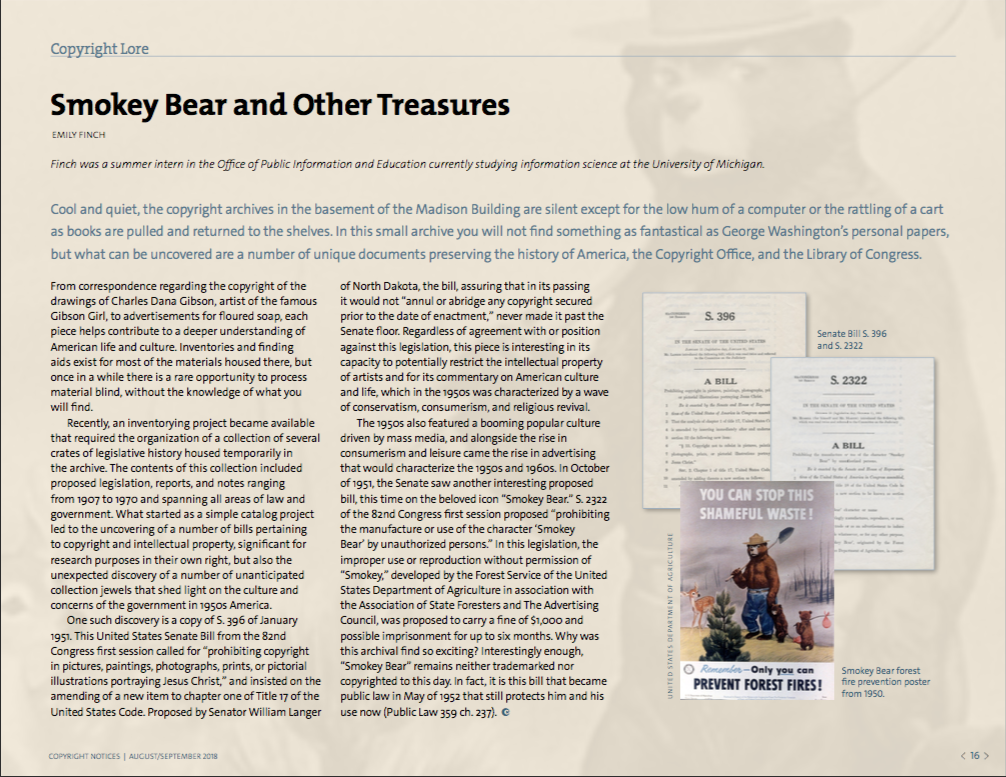 Copyright Lore
Smokey Bear and Other Treasures
EMILY FINCH
Finch was a summer intern in the Office of Public Information and Education currently studying information science at the University of Michigan.
Cool and quiet, the copyright archives in the basement of the Madison Building are silent except for the low hum of a computer or the rattling of a cart
as books are pulled and returned to the shelves. In this small archive you will not find something as fantastical as George Washington's personal papers,
but what can be uncovered are a number of unique documents preserving the history of America, the Copyright Office, and the Library of Congress.
From correspondence regarding the copyright of the
drawings of Charles Dana Gibson, artist of the famous
Gibson Girl, to advertisements for floured soap, each
piece helps contribute to a deeper understanding of
American life and culture. Inventories and finding
aids exist for most of the materials housed there, but
once in a while there is a rare opportunity to process
material blind, without the knowledge of what you
will find.
Recently, an inventorying project became available
that required the organization of a collection of several
crates of legislative history housed temporarily in
the archive. The contents of this collection included
proposed legislation, reports, and notes ranging
from 1907 to 1970 and spanning all areas of law and
government. What started as a simple catalog project
led to the uncovering of a number of bills pertaining
to copyright and intellectual property, significant for
research purposes in their own right, but also the
unexpected discovery of a number of unanticipated
collection jewels that shed light on the culture and
concerns of the government in 1950s America.
One such discovery is a copy of S. 396 of January
1951. This United States Senate Bill from the 82nd
Congress first session called for "prohibiting copyright
in pictures, paintings, photographs, prints, or pictorial
illustrations portraying Jesus Christ," and insisted on the
amending of a new item to chapter one of Title 17 of the
United States Code. Proposed by Senator William Langer
of North Dakota, the bill, assuring that in its passing
it would not "annul or abridge any copyright secured
prior to the date of enactment," never made it past the
Senate floor. Regardless of agreement with or position
against this legislation, this piece is interesting in its
capacity to potentially restrict the intellectual property
of artists and for its commentary on American culture
and life, which in the 1950s was characterized by a wave
of conservatism, consumerism, and religious revival.
The 1950s also featured a booming popular culture
driven by mass media, and alongside the rise in
consumerism and leisure came the rise in advertising
that would characterize the 1950s and 1960s. In October
of 1951, the Senate saw another interesting proposed
bill, this time on the beloved icon "Smokey Bear." S. 2322
of the 82nd Congress first session proposed "prohibiting
the manufacture or use of the character 'Smokey
Bear' by unauthorized persons." In this legislation, the
improper use or reproduction without permission of
"Smokey," developed by the Forest Service of the United
States Department of Agriculture in association with
the Association of State Foresters and The Advertising
Council, was proposed to carry a fine of $1,000 and
possible imprisonment for up to six months. Why was
this archival find so exciting? Interestingly enough,
"Smokey Bear" remains neither trademarked nor
copyrighted to this day. In fact, it is this bill that became
public law in May of 1952 that still protects him and his
use now (Public Law 359 ch. 237).
S. 396
IN THE SENATE OF THE UNITED STATES
A BILL
Senate Bill S. 396
and S. 2322
S. 2322
IN THE SENATE OF THE UNITED STATES
A BILL
YOU CAN STOP THIS
SHAMEFUL WASTE!
Remember—Only you can
PREVENT FOREST FIRES!
UNITED STATES DEPARTMENT OF AGRICULTURE
Smokey Bear forest
fire prevention poster
from 1950.
COPYRIGHT NOTICES | AUGUST/SEPTEMBER 2018
< 16 >